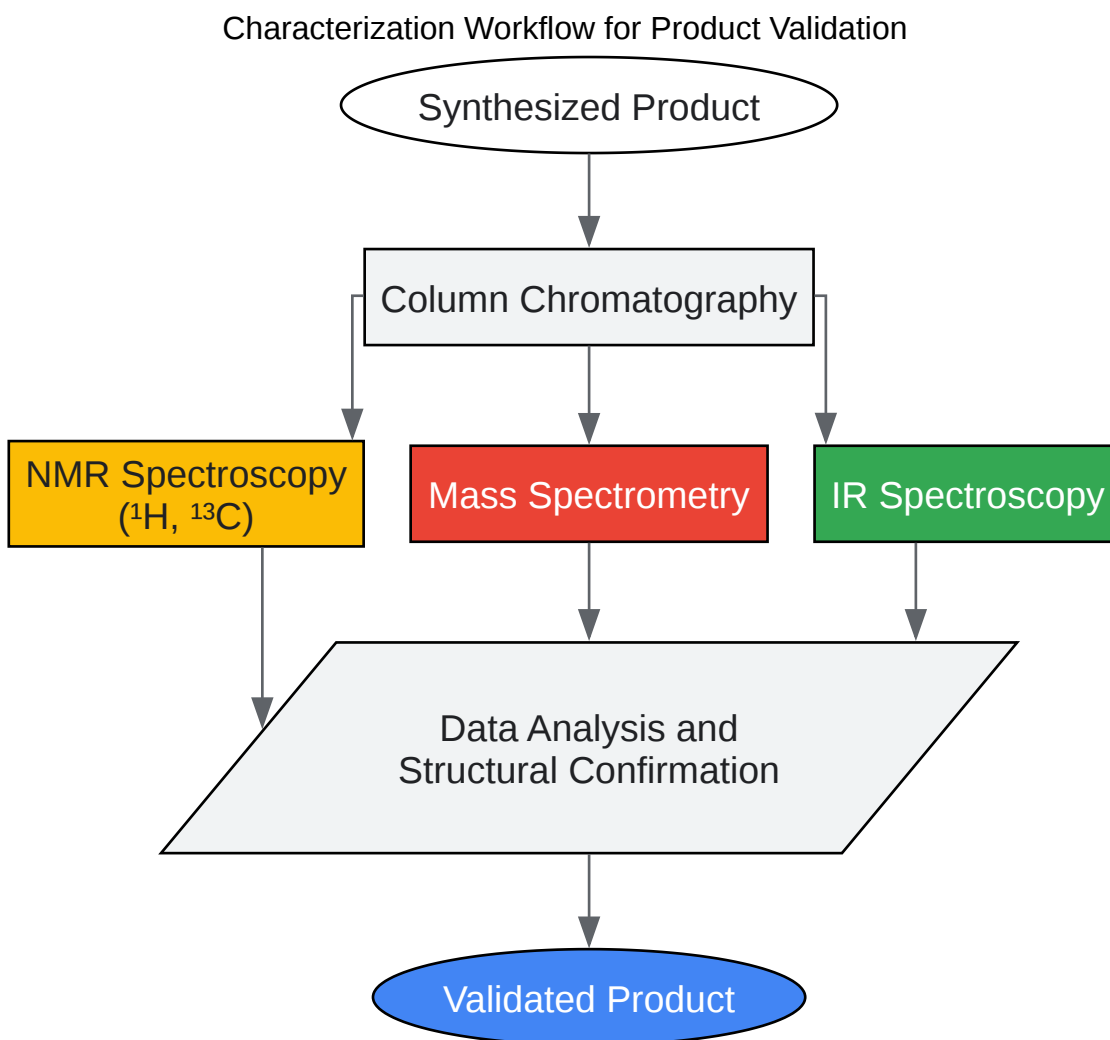 Characterization Workflow for Product Validation
Synthesized Product
Column Chromatography
NMR Spectroscopy
(¹H, ¹³C)
Mass Spectrometry
IR Spectroscopy
Data Analysis and
Structural Confirmation
Validated Product